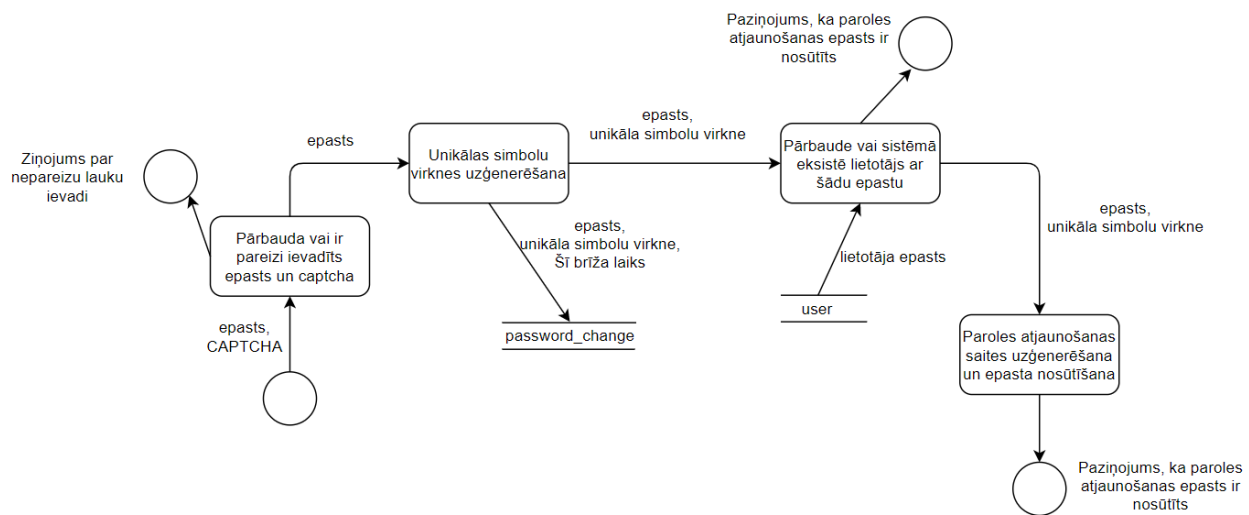 Paziņojums, ka paroles
atjaunošanas epasts ir
nosūtīts
Ziņojums par
nepareizu lauku
ievadi
epasts
Unikālas simbolu
virknes uzģenerēšana
epasts,
unikāla simbolu virkne
Pārbaude vai sistēmā
eksistē lietotājs ar
šādu epastu
Pārbauda vai ir
pareizi ievadīts
epasts un captcha
epasts,
unikāla simbolu virkne,
Šī brīža laiks
lietotāja epasts
epasts,
unikāla simbolu virkne
epasts,
CAPTCHA
password_change
user
Paroles atjaunošanas
saites uzģenerēšana
un epasta nosūtīšana
Paziņojums, ka paroles
atjaunošanas epasts ir
nosūtīts